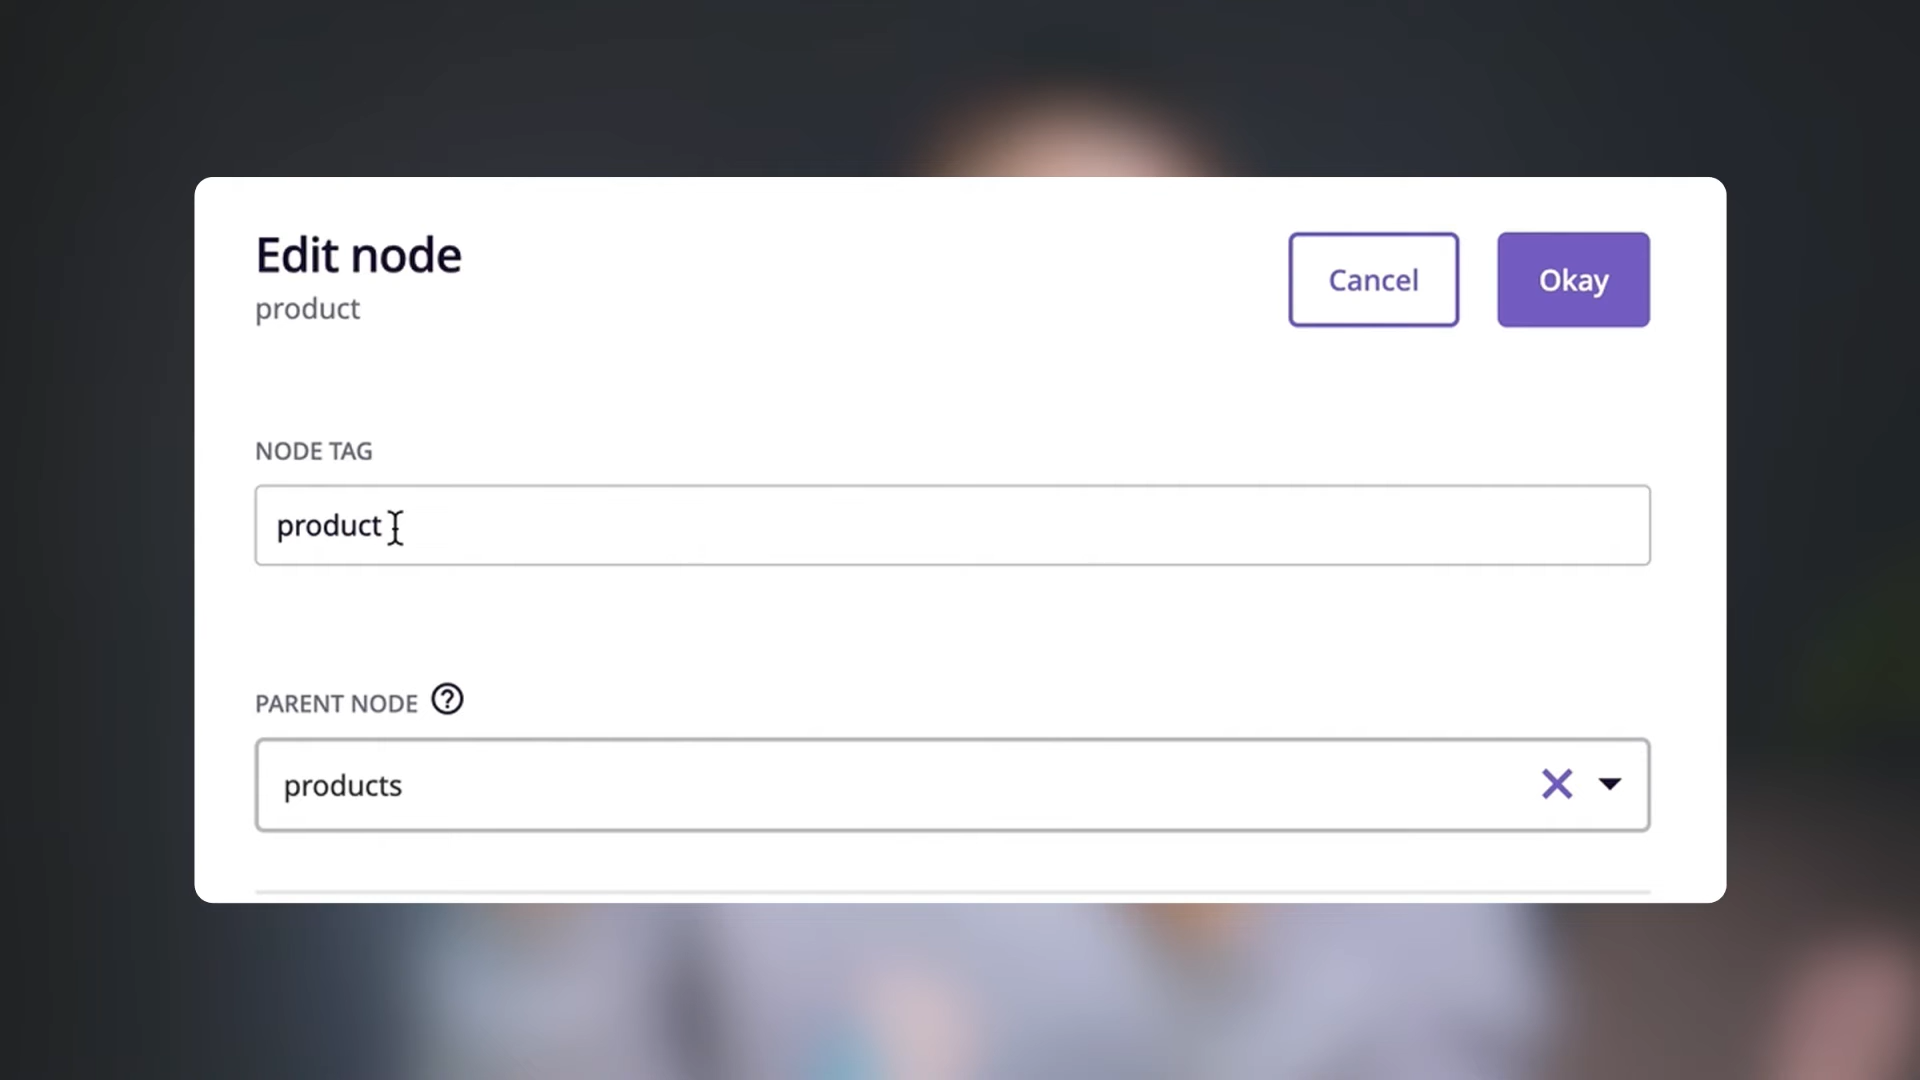 Edit node
product
Cancel
Okay
NODE TAG
product
PARENT NODE ?
products